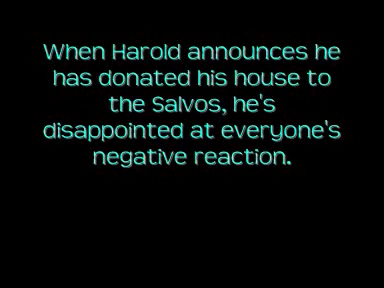 When Harold announces he
has donated his house to
the Salvos, he's
disappointed at everyone's
negative reaction.